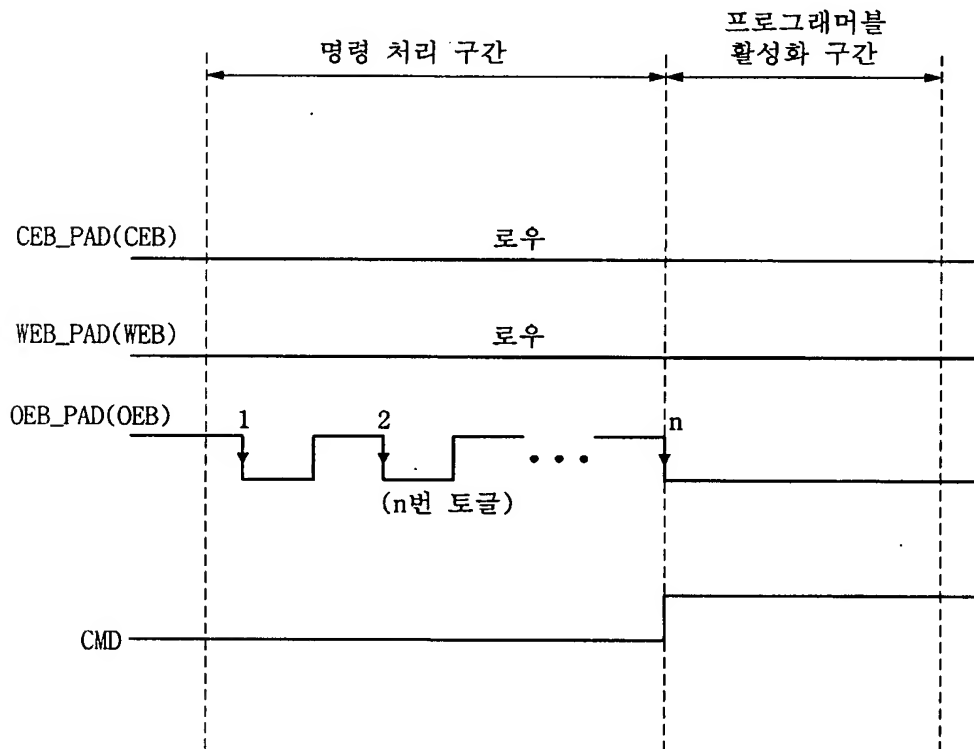 명령 처리 구간
프로그래머블
활성화 구간
CEB_PAD(CEB)
로우
WEB_PAD(WEB)
로우
OEB_PAD(OEB)
1
2
n
(n번 토글)
CMD